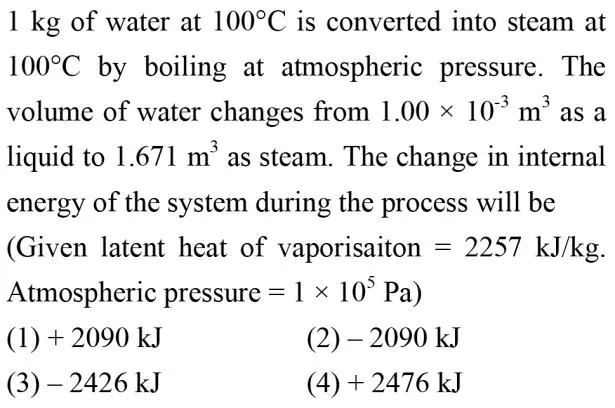 1 kg of water at 100°C is converted into steam at
100°C by boiling at atmospheric pressure. The
volume of water changes from 1.00 × 10⁻³ m³ as a
liquid to 1.671 m³ as steam. The change in internal
energy of the system during the process will be
(Given latent heat of vaporisaiton = 2257 kJ/kg.
Atmospheric pressure = 1 × 10⁵ Pa)
(1) + 2090 kJ (2) – 2090 kJ
(3) – 2426 kJ (4) + 2476 kJ